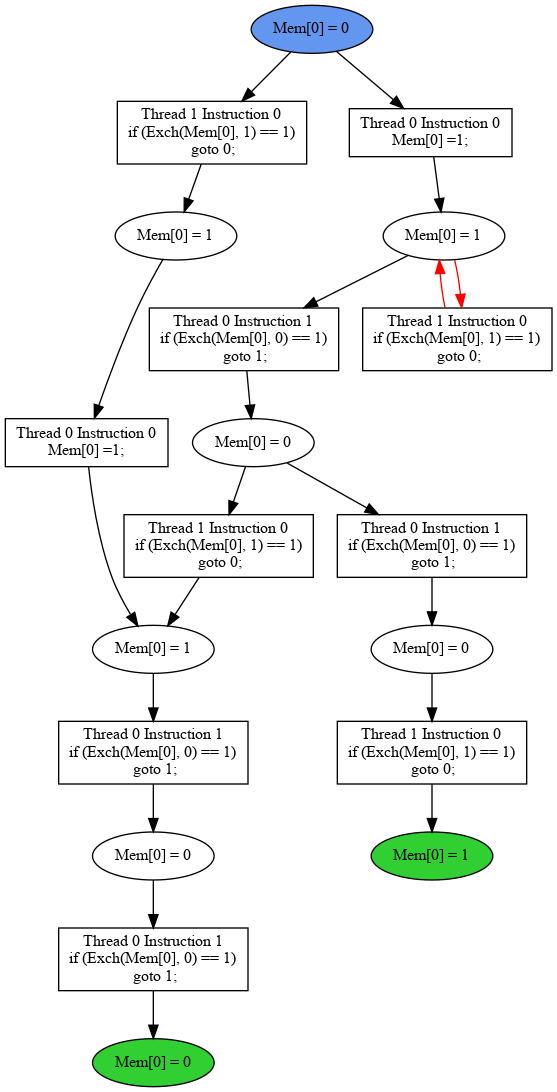 Mem[0] = 0
Thread 1 Instruction 0
if (Exch(Mem[0], 1) == 1)
goto 0;
Thread 0 Instruction 0
Mem[0] =1;
Mem[0] = 1
Mem[0] = 1
Thread 0 Instruction 1
if (Exch(Mem[0], 0) == 1)
goto 1;
Thread 1 Instruction 0
if (Exch(Mem[0], 1) == 1)
goto 0;
Thread 0 Instruction 0
Mem[0] =1;
Mem[0] = 0
Thread 1 Instruction 0
if (Exch(Mem[0], 1) == 1)
goto 0;
Thread 0 Instruction 1
if (Exch(Mem[0], 0) == 1)
goto 1;
Mem[0] = 1
Mem[0] = 0
Thread 0 Instruction 1
if (Exch(Mem[0], 0) == 1)
goto 1;
Thread 1 Instruction 0
if (Exch(Mem[0], 1) == 1)
goto 0;
Mem[0] = 0
Mem[0] = 1
Thread 0 Instruction 1
if (Exch(Mem[0], 0) == 1)
goto 1;
Mem[0] = 0